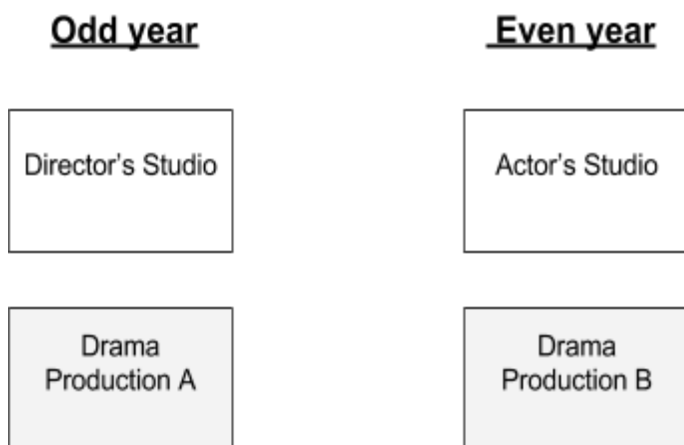 Odd year
Even year
Director's Studio
Actor's Studio
Drama
Production A
Drama
Production B